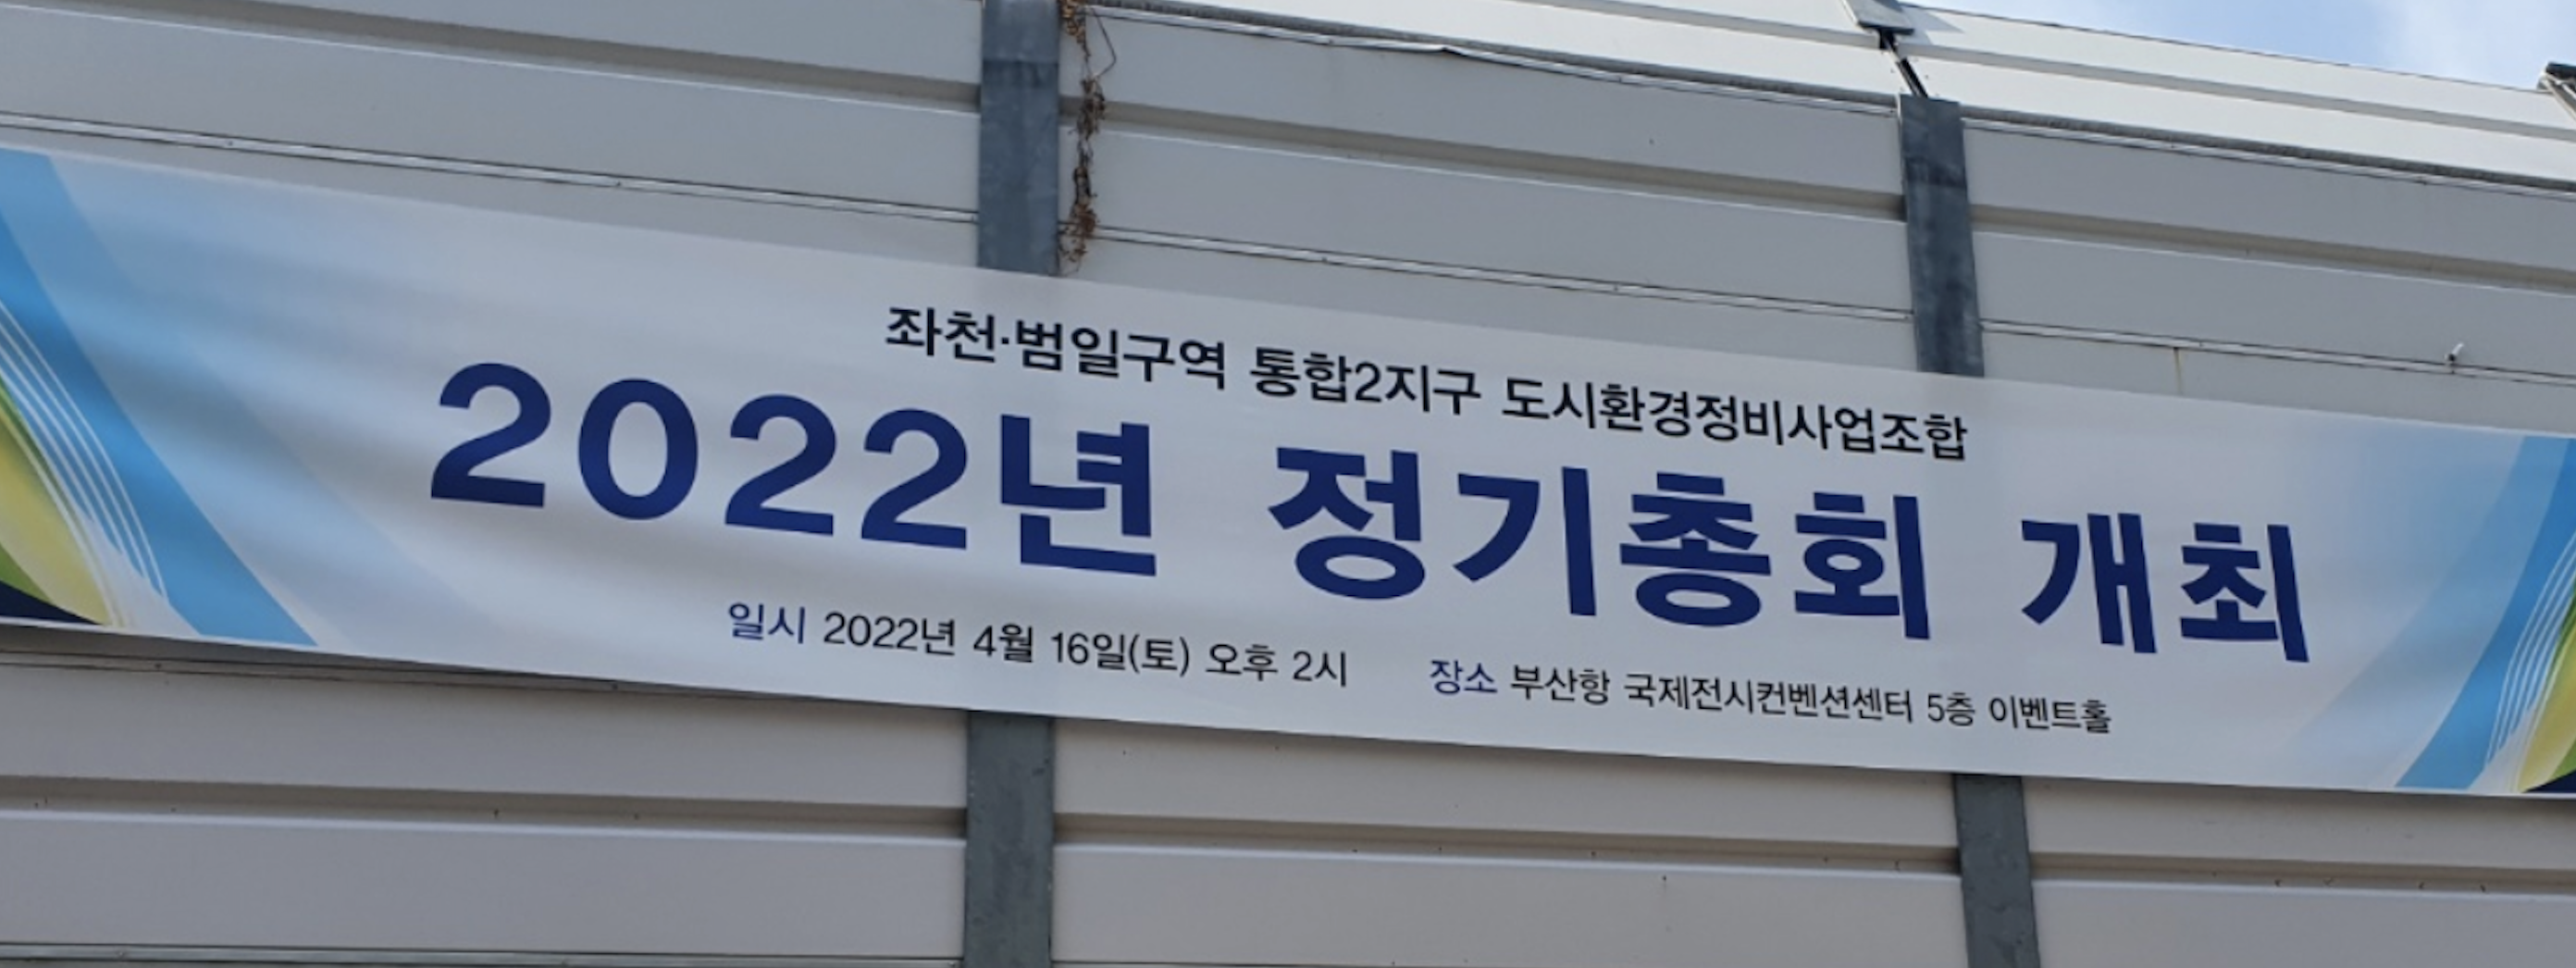 좌천·범일구역 통합2지구 도시환경정비사업조합
2022년 정기총회 개최
일시 2022년 4월 16일(토) 오후 2시 장소 부산항 국제전시컨벤션센터 5층 이벤트홀